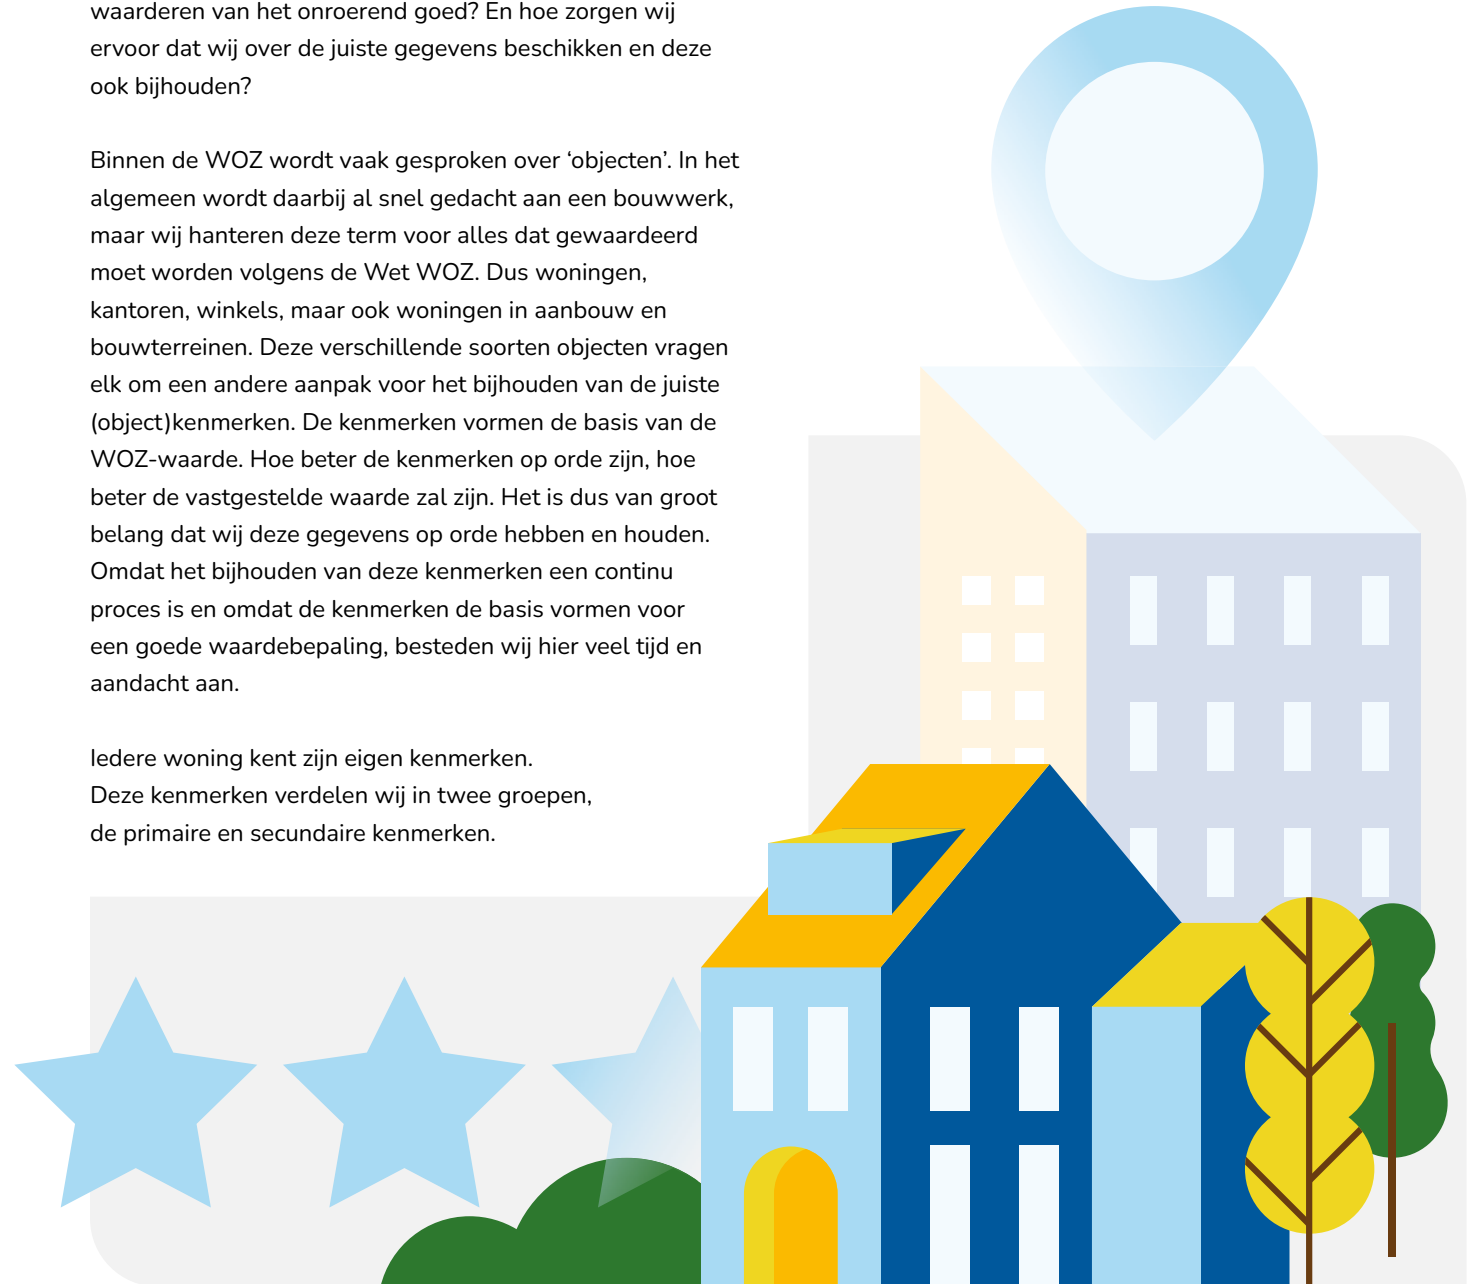 waarderen van het onroerend goed? En hoe zorgen wij
ervoor dat wij over de juiste gegevens beschikken en deze
ook bijhouden?
Binnen de WOZ wordt vaak gesproken over ‘objecten’. In het
algemeen wordt daarbij al snel gedacht aan een bouwwerk,
maar wij hanteren deze term voor alles dat gewaardeerd
moet worden volgens de Wet WOZ. Dus woningen,
kantoren, winkels, maar ook woningen in aanbouw en
bouwterreinen. Deze verschillende soorten objecten vragen
elk om een andere aanpak voor het bijhouden van de juiste
(object)kenmerken. De kenmerken vormen de basis van de
WOZ-waarde. Hoe beter de kenmerken op orde zijn, hoe
beter de vastgestelde waarde zal zijn. Het is dus van groot
belang dat wij deze gegevens op orde hebben en houden.
Omdat het bijhouden van deze kenmerken een continu
proces is en omdat de kenmerken de basis vormen voor
een goede waardebepaling, besteden wij hier veel tijd en
aandacht aan.
Iedere woning kent zijn eigen kenmerken.
Deze kenmerken verdelen wij in twee groepen,
de primaire en secundaire kenmerken.